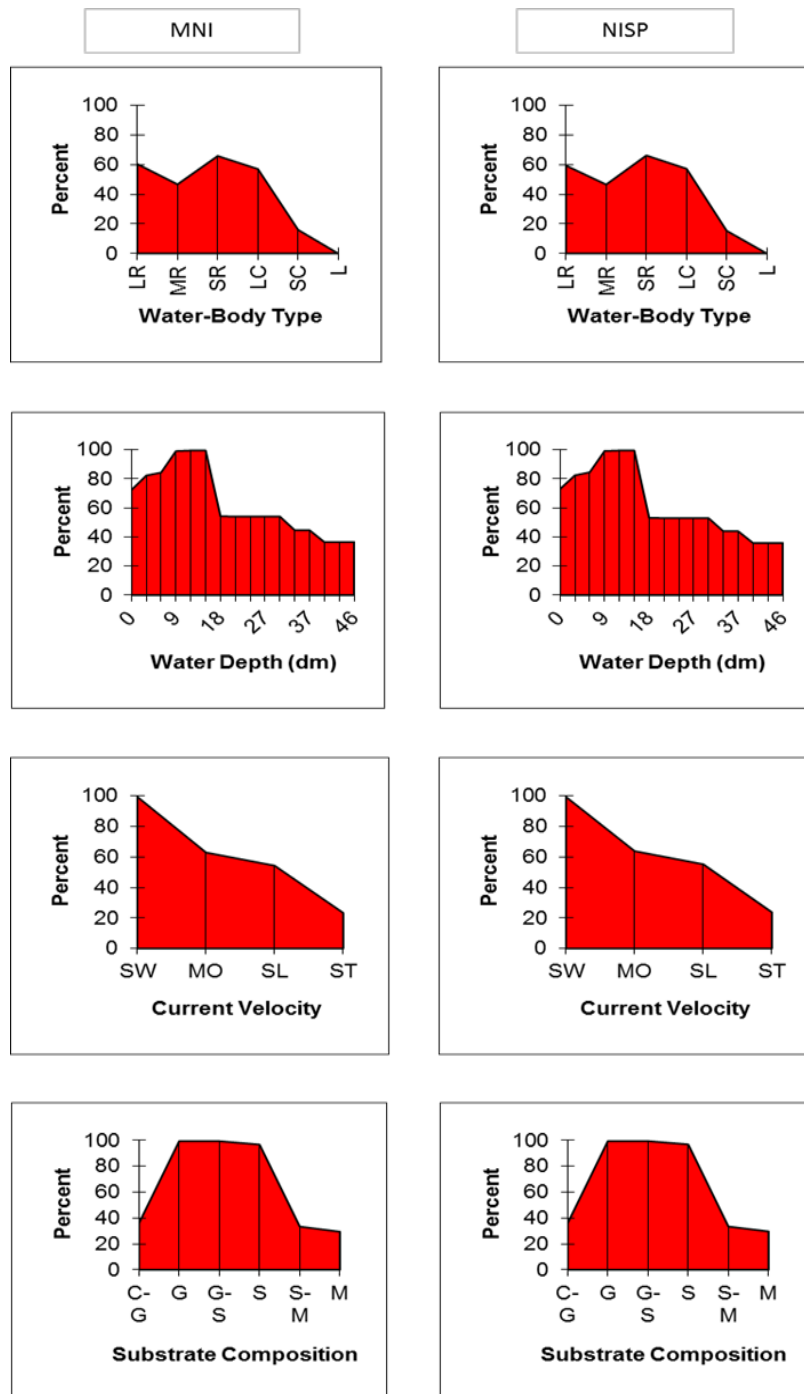 MNI
NISP
Percent
100
80
60
40
20
0
LR MR SR LC SC L
Water-Body Type
Percent
100
80
60
40
20
0
LR MR SR LC SC L
Water-Body Type
Percent
100
80
60
40
20
0
0 9 18 27 37 46
Water Depth (dm)
Percent
100
80
60
40
20
0
0 9 18 27 37 46
Water Depth (dm)
Percent
100
80
60
40
20
0
SW MO SL ST
Current Velocity
Percent
100
80
60
40
20
0
SW MO SL ST
Current Velocity
Percent
100
80
60
40
20
0
C- G G- S S- M
G S M
Substrate Composition
Percent
100
80
60
40
20
0
C- G G- S S- M
G S M
Substrate Composition